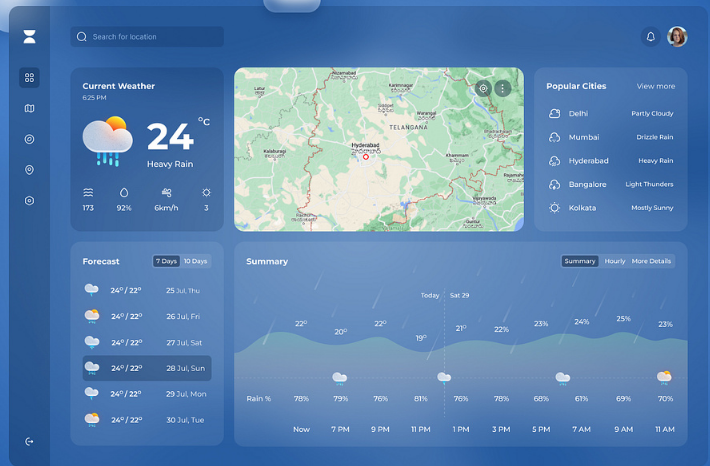 Search for location
Current Weather
6:25 PM
24 °C
Heavy Rain
173 92% 6km/h 3
Nizamabad
Latur
Karimnagar
Warangal
TELANGANA
Hyderabad
Kalaburagi
Khammam
Vijayawada
Guntur
Popular Cities View more
Delhi Partly Cloudy
Mumbai Drizzle Rain
Hyderabad Heavy Rain
Bangalore Light Thunders
Kolkata Mostly Sunny
Forecast 7 Days 10 Days
24° / 22° 25 Jul, Thu
24° / 22° 26 Jul, Fri
24° / 22° 27 Jul, Sat
24° / 22° 28 Jul, Sun
24° / 22° 29 Jul, Mon
24° / 22° 30 Jul, Tue
Summary Summary Hourly More Details
Today Sat 29
22° 20° 22° 19° 21° 22% 23% 24% 25% 23%
Rain % 78% 79% 76% 81% 76% 78% 68% 61% 69% 70%
Now 7 PM 9 PM 11 PM 1 PM 3 PM 5 PM 7 AM 9 AM 11 AM